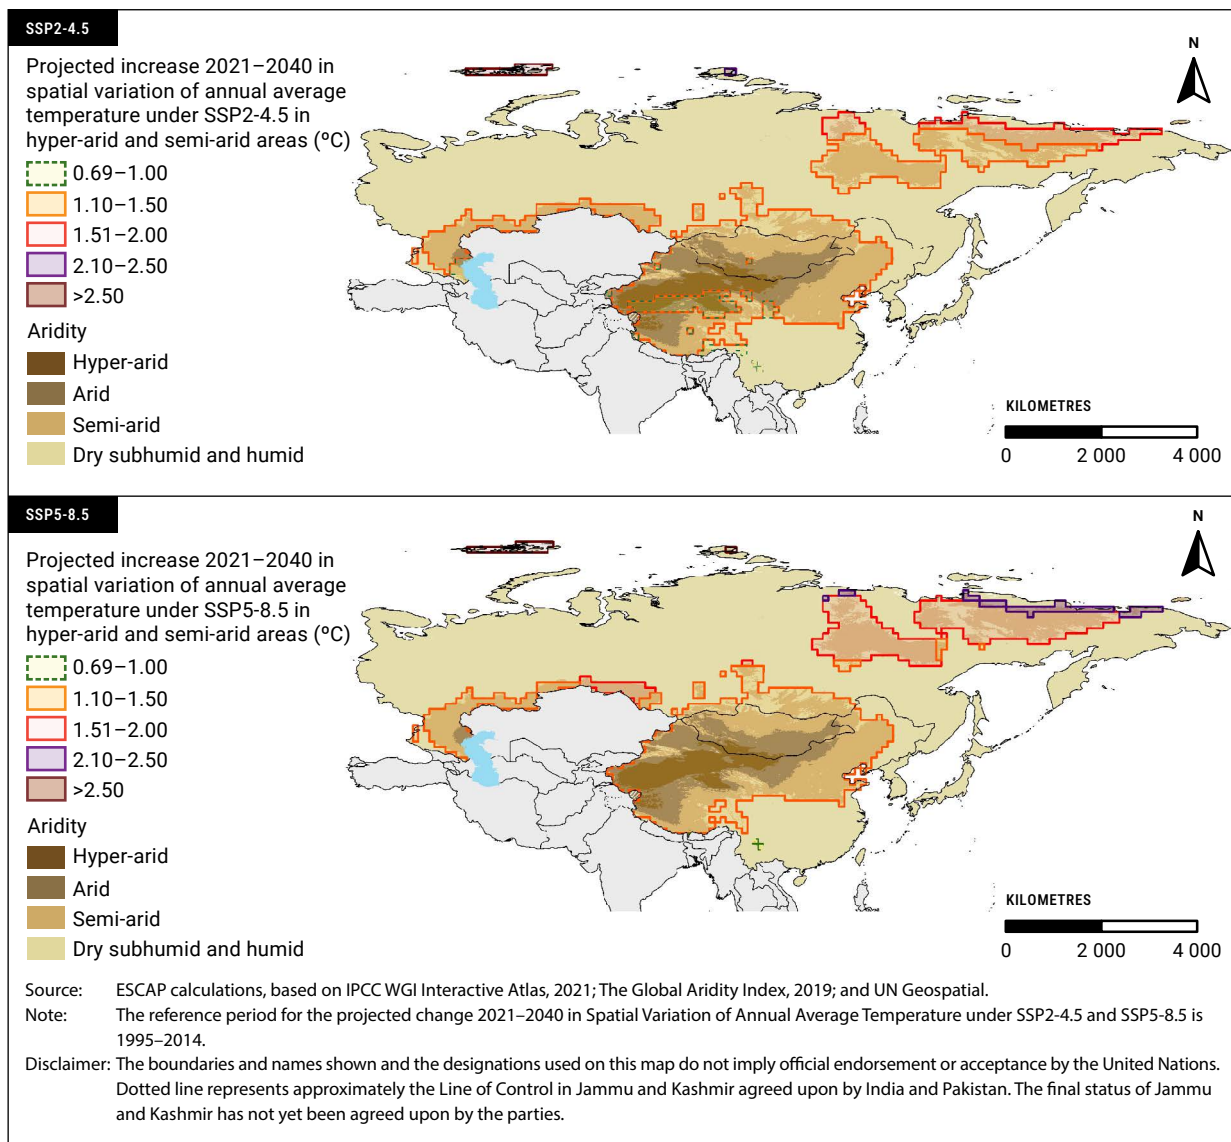 SSP2-4.5
Projected increase 2021–2040 in
spatial variation of annual average
temperature under SSP2-4.5 in
hyper-arid and semi-arid areas (ºC)
0.69–1.00
1.10–1.50
1.51–2.00
2.10–2.50
>2.50
Aridity
Hyper-arid
Arid
Semi-arid
Dry subhumid and humid
N
KILOMETRES
0 2 000 4 000
SSP5-8.5
Projected increase 2021–2040 in
spatial variation of annual average
temperature under SSP5-8.5 in
hyper-arid and semi-arid areas (ºC)
0.69–1.00
1.10–1.50
1.51–2.00
2.10–2.50
>2.50
Aridity
Hyper-arid
Arid
Semi-arid
Dry subhumid and humid
N
KILOMETRES
0 2 000 4 000
Source: ESCAP calculations, based on IPCC WGI Interactive Atlas, 2021; The Global Aridity Index, 2019; and UN Geospatial.
Note: The reference period for the projected change 2021–2040 in Spatial Variation of Annual Average Temperature under SSP2-4.5 and SSP5-8.5 is
1995–2014.
Disclaimer: The boundaries and names shown and the designations used on this map do not imply official endorsement or acceptance by the United Nations.
Dotted line represents approximately the Line of Control in Jammu and Kashmir agreed upon by India and Pakistan. The final status of Jammu
and Kashmir has not yet been agreed upon by the parties.